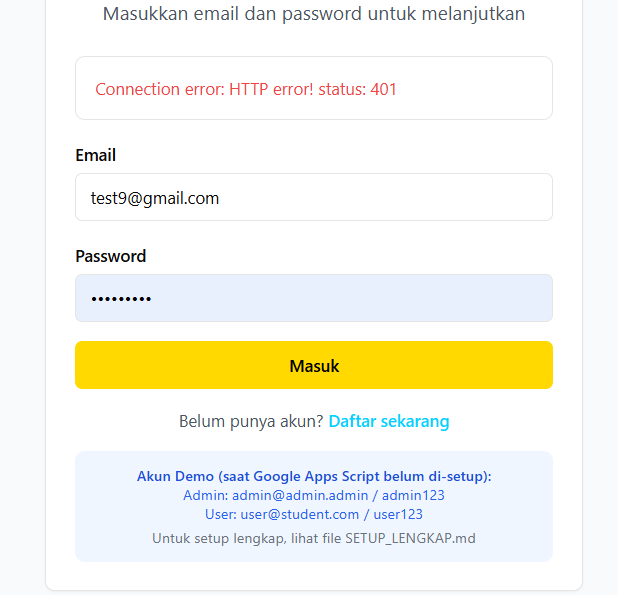 Masukkan email dan password untuk melanjutkan
Connection error: HTTP error! status: 401
Email
test9@gmail.com
Password
•••••••••
Masuk
Belum punya akun? Daftar sekarang
Akun Demo (saat Google Apps Script belum di-setup):
Admin: admin@admin.admin / admin123
User: user@student.com / user123
Untuk setup lengkap, lihat file SETUP_LENGKAP.md